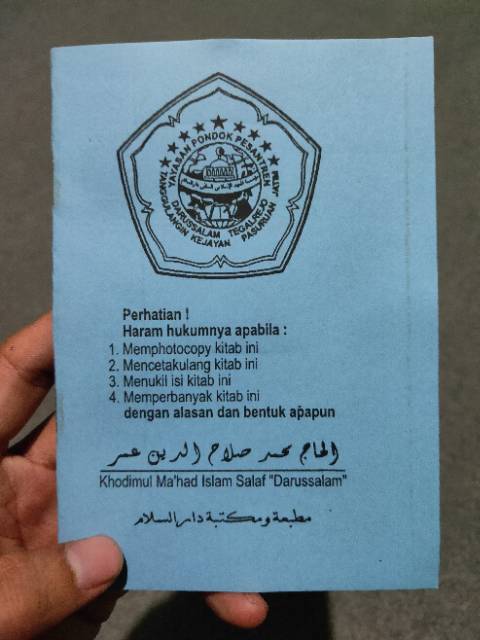 YAYASAN PONDOK PESANTREN
DARUSSALAM TEGALREJO
TANGGULANGIN KEJAYAN PASURUAN JATIM
Perhatian !
Haram hukumnya apabila :
1. Memphotocopy kitab ini
2. Mencetakulang kitab ini
3. Menukil isi kitab ini
4. Memperbanyak kitab ini
dengan alasan dan bentuk apapun
الحاج محمد صلاح الدين عمر
Khodimul Ma'had Islam Salaf "Darussalam"
مطبعة ومكتبة دار السلام